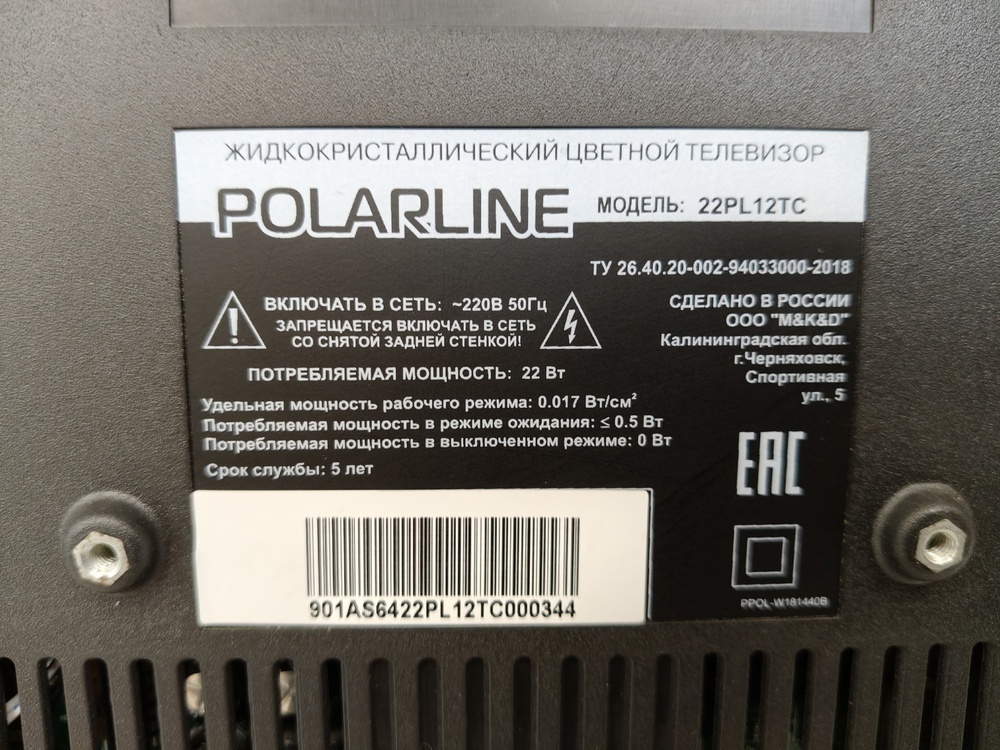 ЖИДКОКРИСТАЛЛИЧЕСКИЙ ЦВЕТНОЙ ТЕЛЕВИЗОР
POLARLINE МОДЕЛЬ: 22PL12TC
ТУ 26.40.20-002-94033000-2018
ВКЛЮЧАТЬ В СЕТЬ: ~220В 50Гц
ЗАПРЕЩАЕТСЯ ВКЛЮЧАТЬ В СЕТЬ
СО СНЯТОЙ ЗАДНЕЙ СТЕНКОЙ!
ПОТРЕБЛЯЕМАЯ МОЩНОСТЬ: 22 Вт
Удельная мощность рабочего режима: 0.017 Вт/см²
Потребляемая мощность в режиме ожидания: ≤ 0.5 Вт
Потребляемая мощность в выключенном режиме: 0 Вт
Срок службы: 5 лет
СДЕЛАНО В РОССИИ
ООО "M&K&D"
Калининградская обл.
г.Черняховск,
Спортивная
ул., 5
EAC
PPOL-W181440B
901AS6422PL12TC000344